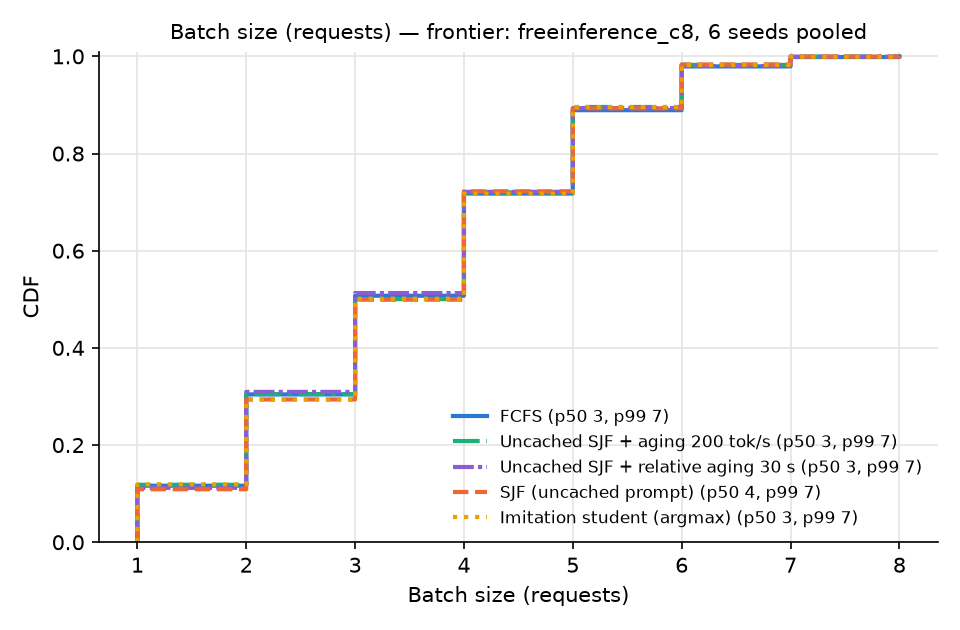 Batch size (requests) — frontier: freeinference_c8, 6 seeds pooled
1.0
0.8
0.6
0.4
0.2
0.0
CDF
FCFS (p50 3, p99 7)
Uncached SJF + aging 200 tok/s (p50 3, p99 7)
Uncached SJF + relative aging 30 s (p50 3, p99 7)
SJF (uncached prompt) (p50 4, p99 7)
Imitation student (argmax) (p50 3, p99 7)
1 2 3 4 5 6 7 8
Batch size (requests)